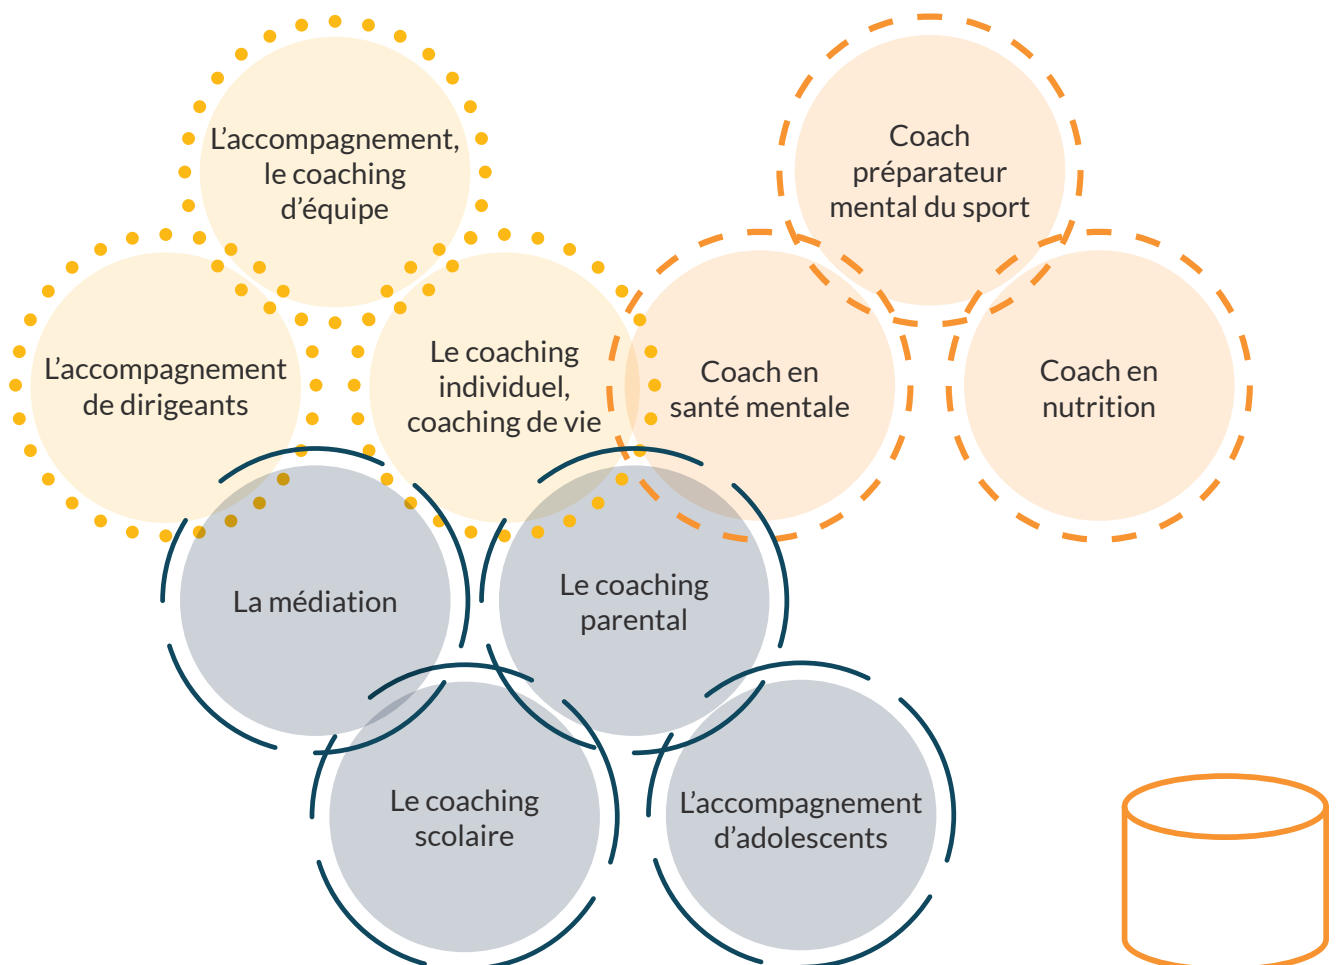 L’accompagnement,
le coaching
d’équipe
Coach
préparateur
mental du sport
L’accompagnement
de dirigeants
Le coaching
individuel,
coaching de vie
Coach en
santé mentale
Coach en
nutrition
La médiation
Le coaching
parental
Le coaching
scolaire
L’accompagnement
d’adolescents